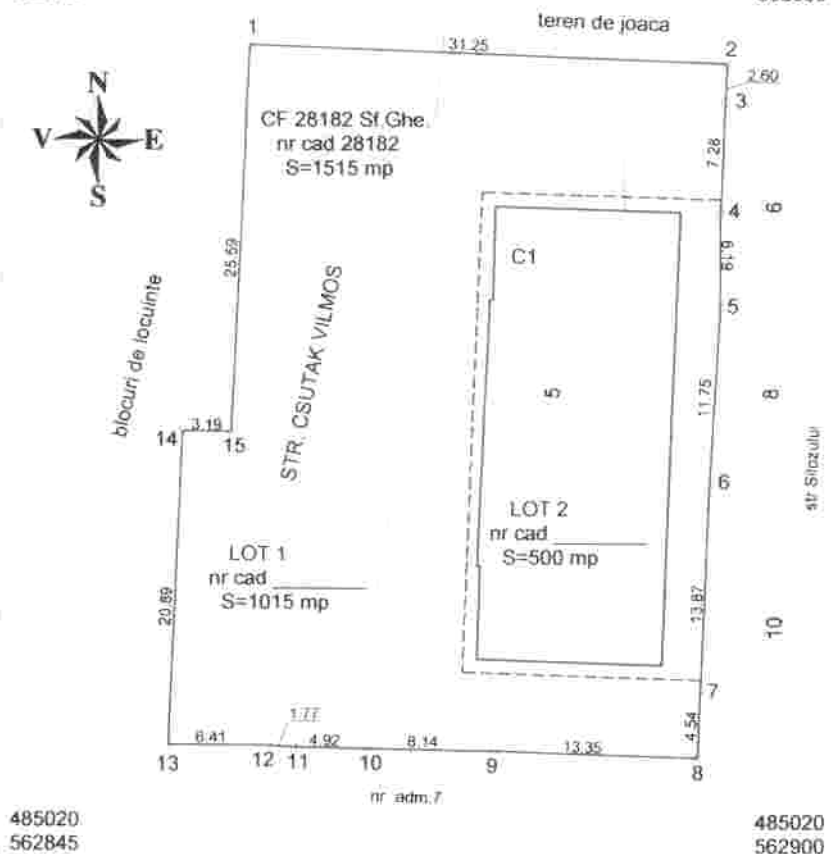 teren de joaca
1
31.25
2
2.60
3
N
V
E
S
CF 28182 Sf.Ghe.
nr cad 28182
S=1515 mp
7.28
4
6
C1
6.19
5
25.59
blocuri de locuinte
STR. CSUTAK VILMOS
5
11.75
8
str Silozului
14
3.19
15
6
LOT 2
nr cad
S=500 mp
LOT 1
nr cad
S=1015 mp
20.89
13.87
10
7
4.54
1.77
6.41
4.92
8.14
13.35
13
12
11
10
9
8
nr adm.7
485020
562845
485020
562900